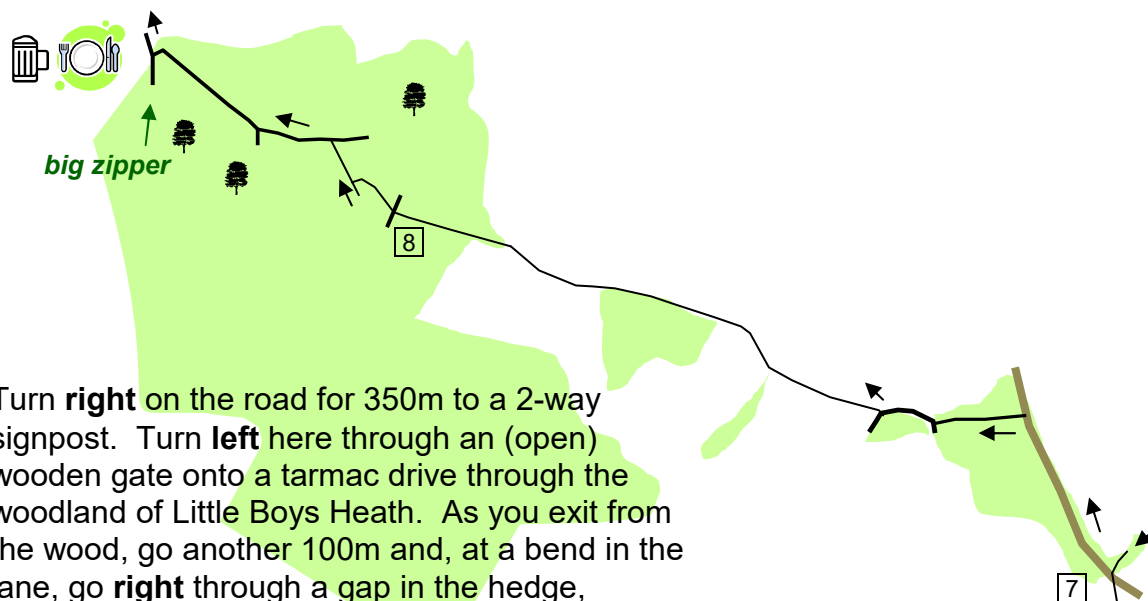 big zipper
8
Turn right on the road for 350m to a 2-way
signpost.  Turn left here through an (open)
wooden gate onto a tarmac drive through the
woodland of Little Boys Heath.  As you exit from
the wood, go another 100m and, at a bend in the
lane, go right through a gap in the hedge,
7